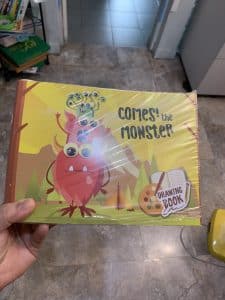 COMES! the
MONSTER
DRAWING
BOOK